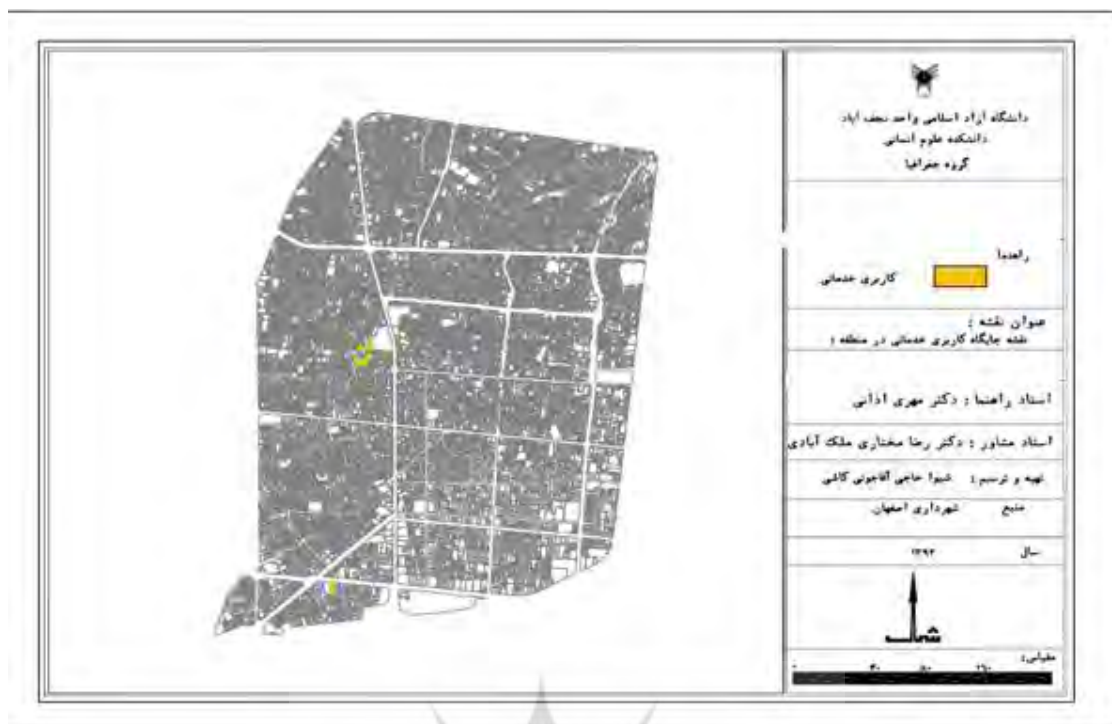 دانشگاه آزاد اسلامی واحد نجف آباد
دانشکده علوم انسانی
گروه جغرافیا
راهنما
کاربری خدماتی
عنوان نقشه :
نقشه جایگاه کاربری خدماتی در منطقه :
استاد راهنما : دکتر مهری اذانی
استاد مشاور : دکتر رضا مختاری ملک آبادی
تهیه و ترسیم : شیوا حاجی آقاجونی کاشی
منبع شهرداری اصفهان
سال ۱۳۹۲
مقیاس: